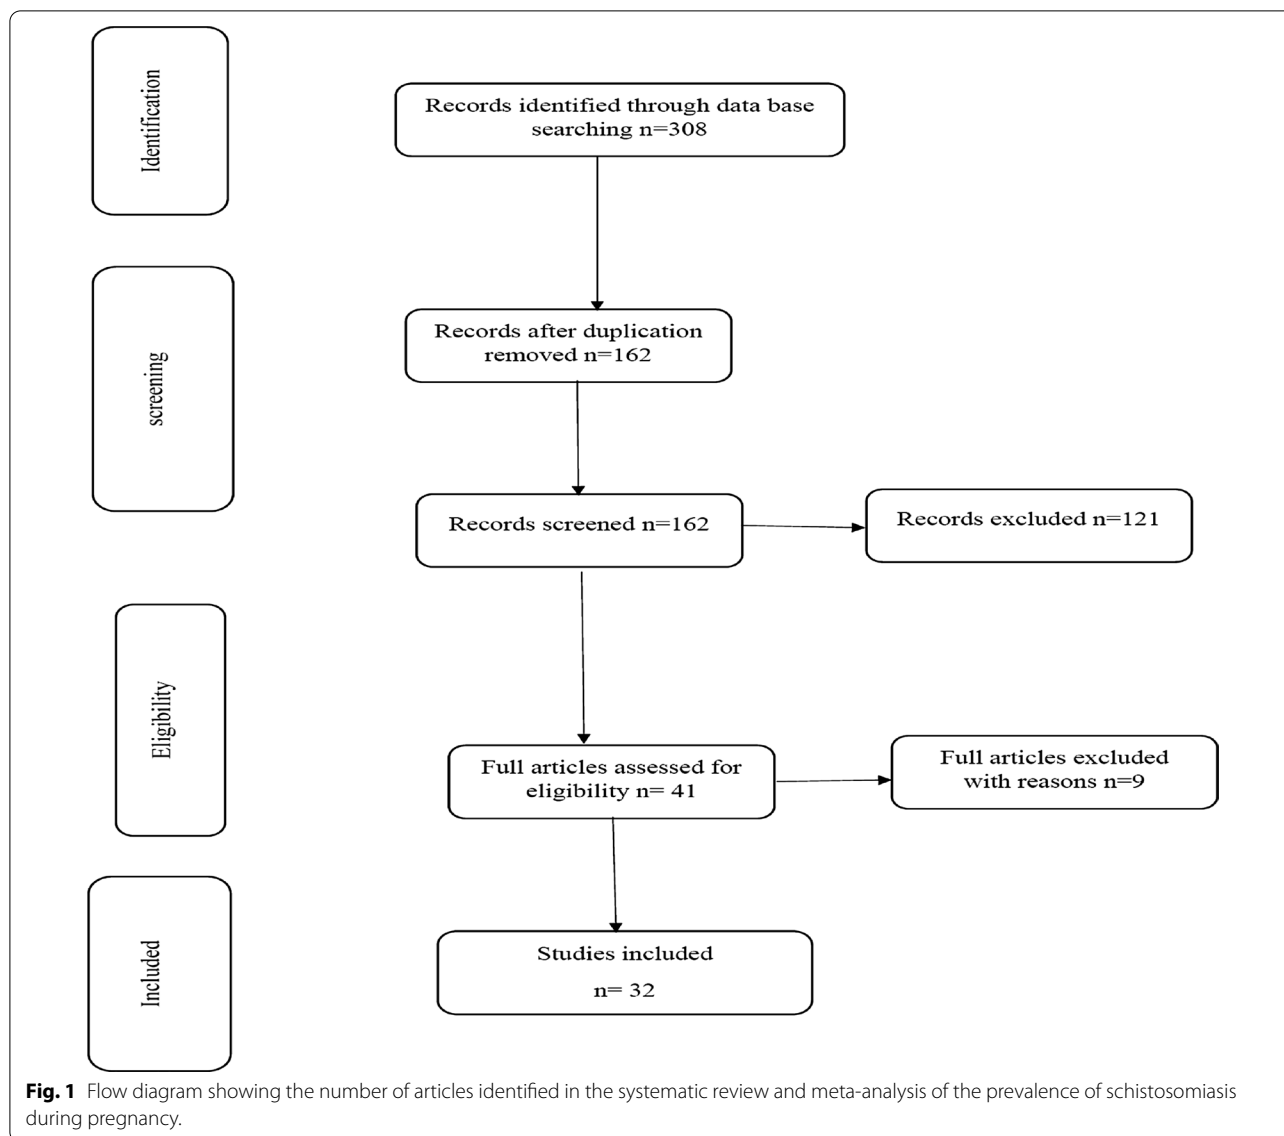 Identification
Records identified through data base
searching n=308
screening
Records after duplication
removed n=162
Records screened n=162
Records excluded n=121
Eligibility
Full articles assessed for
eligibility n= 41
Full articles excluded
with reasons n=9
Included
Studies included
n= 32
Fig. 1 Flow diagram showing the number of articles identified in the systematic review and meta-analysis of the prevalence of schistosomiasis
during pregnancy.